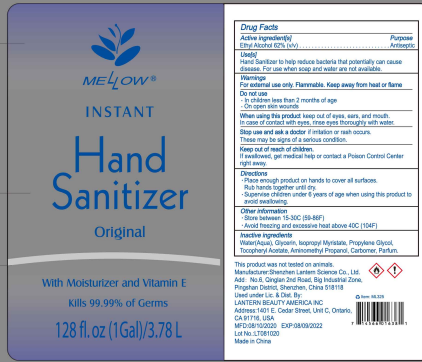 MELLOW®
INSTANT
Hand
Sanitizer
Original
With Moisturizer and Vitamin E
Kills 99.99% of Germs
128 fl. oz (1Gal)/3.78 L
Drug Facts
Active ingredient[s] Purpose
Ethyl Alcohol 62% (v/v)........................Antiseptic
Use[s]
Hand Sanitizer to help reduce bacteria that potentially can cause
disease. For use when soap and water are not available.
Warnings
For external use only. Flammable. Keep away from heat or flame
Do not use
- In children less than 2 months of age
- On open skin wounds
When using this product keep out of eyes, ears, and mouth.
In case of contact with eyes, rinse eyes thoroughly with water.
Stop use and ask a doctor if irritation or rash occurs.
These may be signs of a serious condition.
Keep out of reach of children.
If swallowed, get medical help or contact a Poison Control Center
right away.
Directions
· Place enough product on hands to cover all surfaces.
Rub hands together until dry.
· Supervise children under 6 years of age when using this product to
avoid swallowing.
Other information
· Store between 15-30C (59-86F)
· Avoid freezing and excessive heat above 40C (104F)
Inactive ingredients
Water(Aqua), Glycerin, Isopropyl Myristate, Propylene Glycol,
Tocopheryl Acetate, Aminomethyl Propanol, Carbomer, Parfum.
This product was not tested on animals.
Manufacturer:Shenzhen Lantern Science Co., Ltd.
Add: No.6, Qinglan 2nd Road, Big Industrial Zone,
Pingshan District, Shenzhen, China 518118
Used under Lic. & Dist. By:
LANTERN BEAUTY AMERICA INC
Address:1401 E, Cedar Street, Unit C, Ontario,
CA 91716, USA
MFD:08/10/2020 EXP:08/09/2022
Lot No.:LT081020
Made in China
Item: ML525